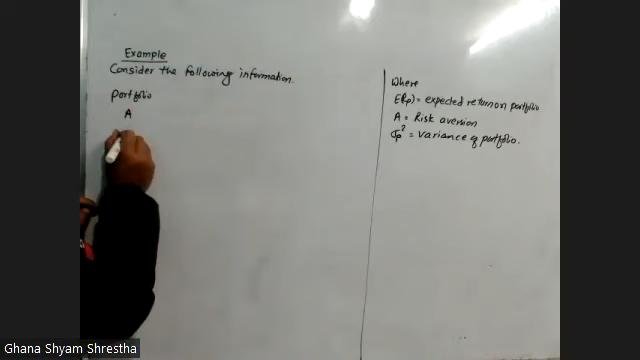 Example
Consider the following information.
Portfolio
A
Where
E(rp) = expected return on portfolio
A = Risk aversion
σp² = Variance of portfolio.
Ghana Shyam Shrestha